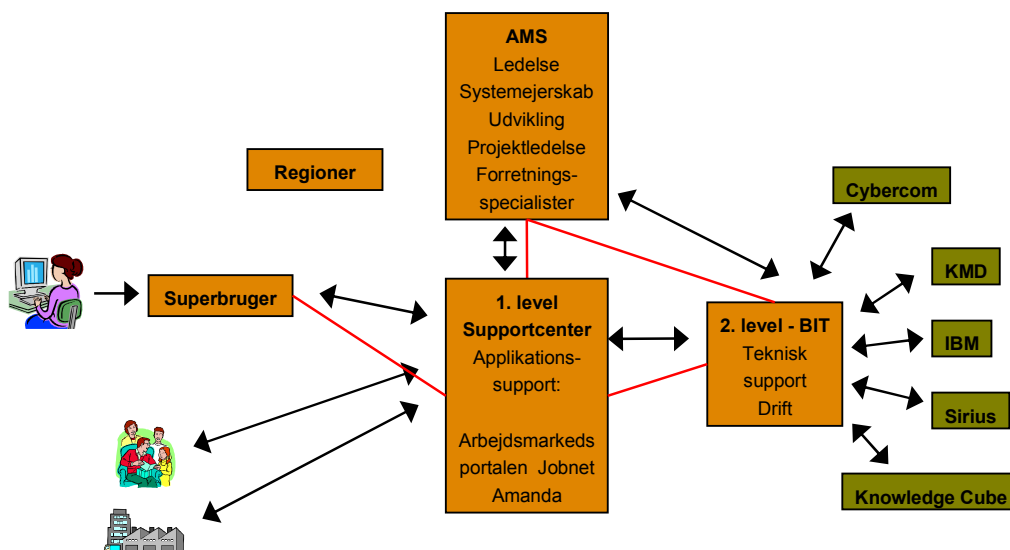 AMS
Ledelse
Systemejerskab
Udvikling
Projektledelse
Forretnings-
specialister
Regioner
Cybercom
KMD
Superbruger
1. level
Supportcenter
Applikations-
support:
Arbejdsmarkeds
portalen Jobnet
Amanda
2. level - BIT
Teknisk
support
Drift
IBM
Sirius
Knowledge Cube